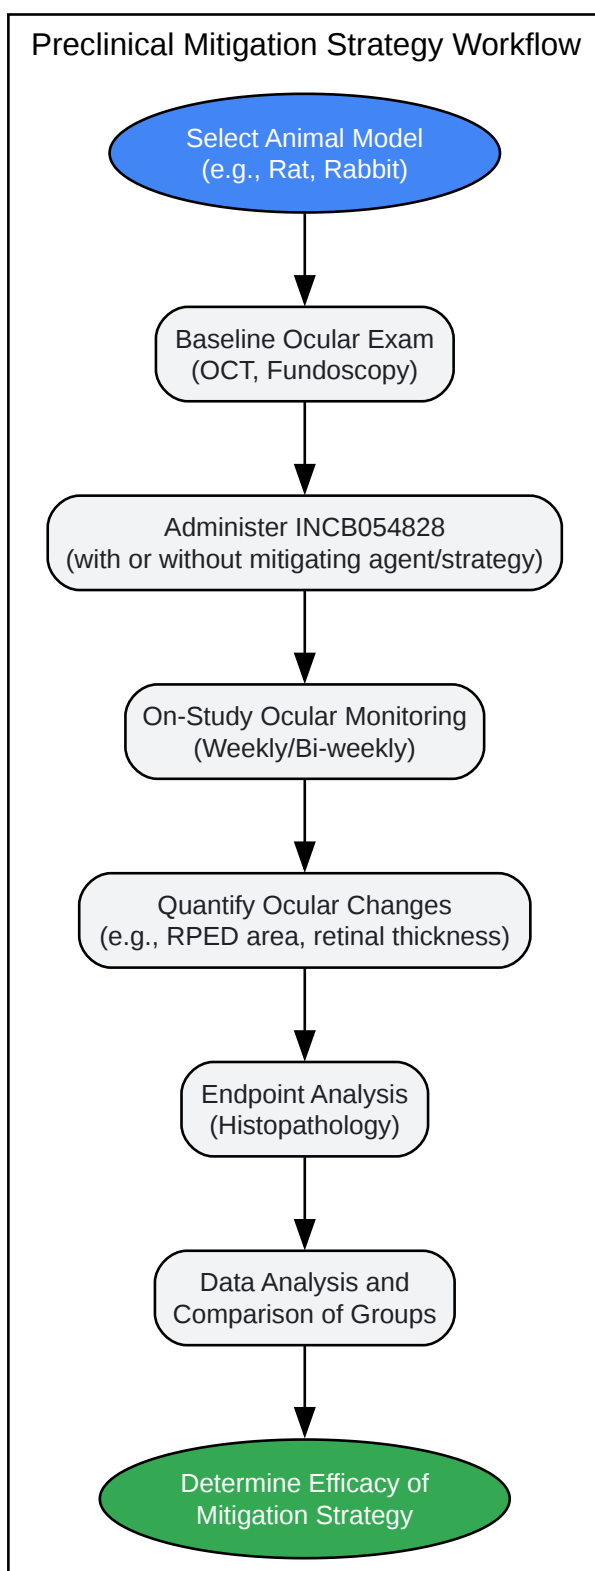 Preclinical Mitigation Strategy Workflow
Select Animal Model
(e.g., Rat, Rabbit)
Baseline Ocular Exam
(OCT, Fundoscopy)
Administer INCB054828
(with or without mitigating agent/strategy)
On-Study Ocular Monitoring
(Weekly/Bi-weekly)
Quantify Ocular Changes
(e.g., RPED area, retinal thickness)
Endpoint Analysis
(Histopathology)
Data Analysis and
Comparison of Groups
Determine Efficacy of
Mitigation Strategy